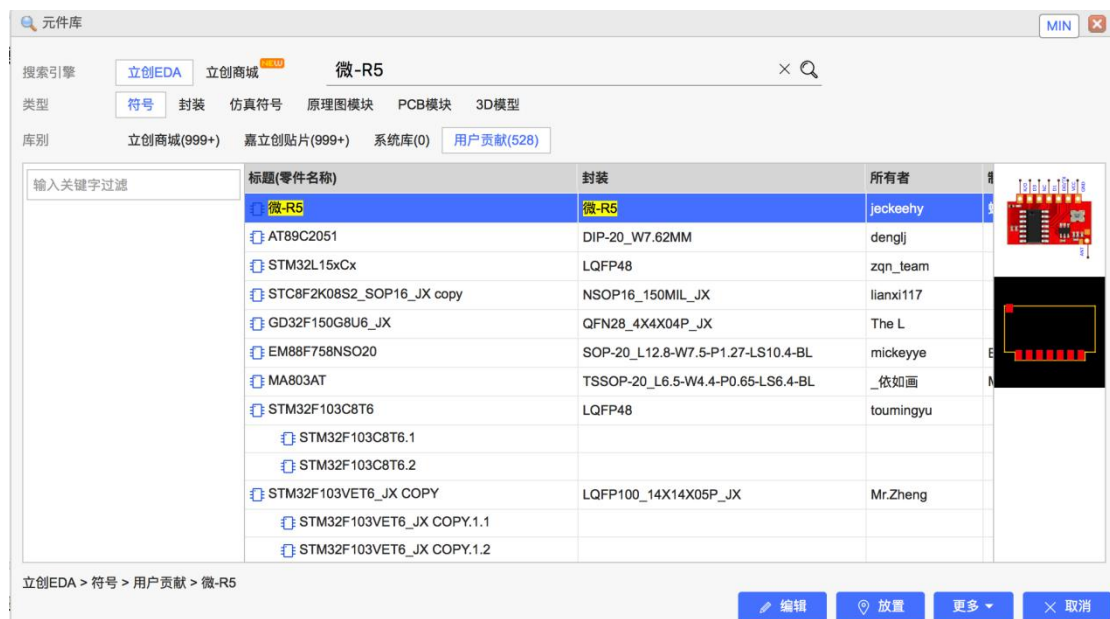 元件库 MIN
搜索引擎 立创EDA 立创商城 NEW 微-R5
类型 符号 封装 仿真符号 原理图模块 PCB模块 3D模型
库别 立创商城(999+) 嘉立创贴片(999+) 系统库(0) 用户贡献(528)
输入关键字过滤
标题(零件名称) 封装 所有者
微-R5 微-R5 jeckeehy
AT89C2051 DIP-20_W7.62MM denglj
STM32L15xCx LQFP48 zqn_team
STC8F2K08S2_SOP16_JX copy NSOP16_150MIL_JX lianxi117
GD32F150G8U6_JX QFN28_4X4X04P_JX The L
EM88F758NSO20 SOP-20_L12.8-W7.5-P1.27-LS10.4-BL mickeyye
MA803AT TSSOP-20_L6.5-W4.4-P0.65-LS6.4-BL _依如画
STM32F103C8T6 LQFP48 toumingyu
STM32F103C8T6.1
STM32F103C8T6.2
STM32F103VET6_JX COPY LQFP100_14X14X05P_JX Mr.Zheng
STM32F103VET6_JX COPY.1.1
STM32F103VET6_JX COPY.1.2
立创EDA > 符号 > 用户贡献 > 微-R5
编辑 放置 更多 取消